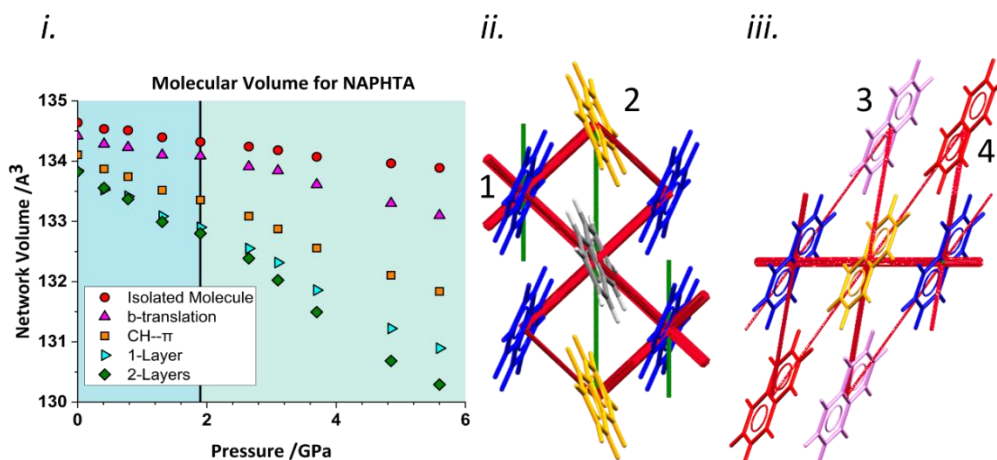 i.
ii.
iii.
Molecular Volume for NAPHTA
135
134
133
132
131
130
Network Volume /A³
Isolated Molecule
b-translation
CH--π
1-Layer
2-Layers
0
2
4
6
Pressure /GPa
1
2
3
4